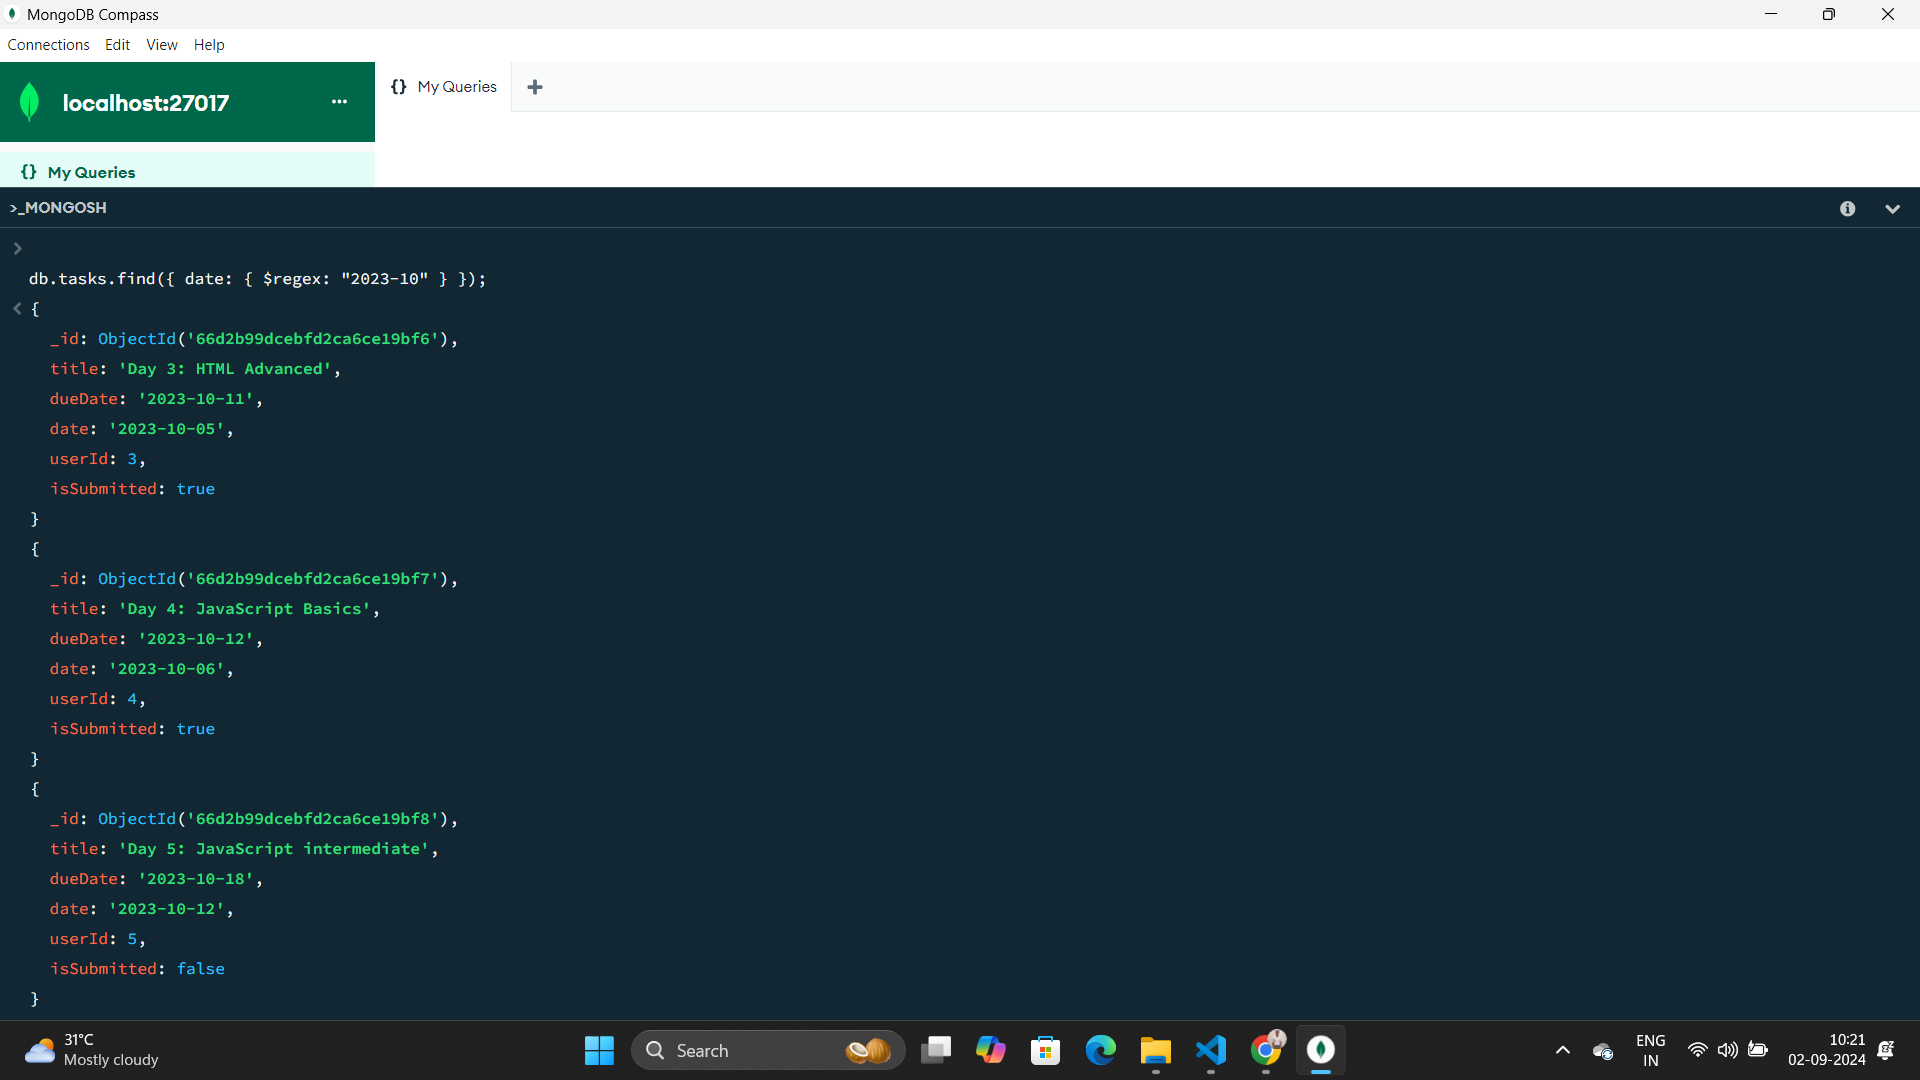 MongoDB Compass
Connections Edit View Help
localhost:27017
{} My Queries
{} My Queries
>_MONGOSH
>
db.tasks.find({ date: { $regex: "2023-10" } });
< {
_id: ObjectId('66d2b99dcebfd2ca6ce19bf6'),
title: 'Day 3: HTML Advanced',
dueDate: '2023-10-11',
date: '2023-10-05',
userId: 3,
isSubmitted: true
}
{
_id: ObjectId('66d2b99dcebfd2ca6ce19bf7'),
title: 'Day 4: JavaScript Basics',
dueDate: '2023-10-12',
date: '2023-10-06',
userId: 4,
isSubmitted: true
}
{
_id: ObjectId('66d2b99dcebfd2ca6ce19bf8'),
title: 'Day 5: JavaScript intermediate',
dueDate: '2023-10-18',
date: '2023-10-12',
userId: 5,
isSubmitted: false
}
31°C
Mostly cloudy
Search
ENG
IN
10:21
02-09-2024